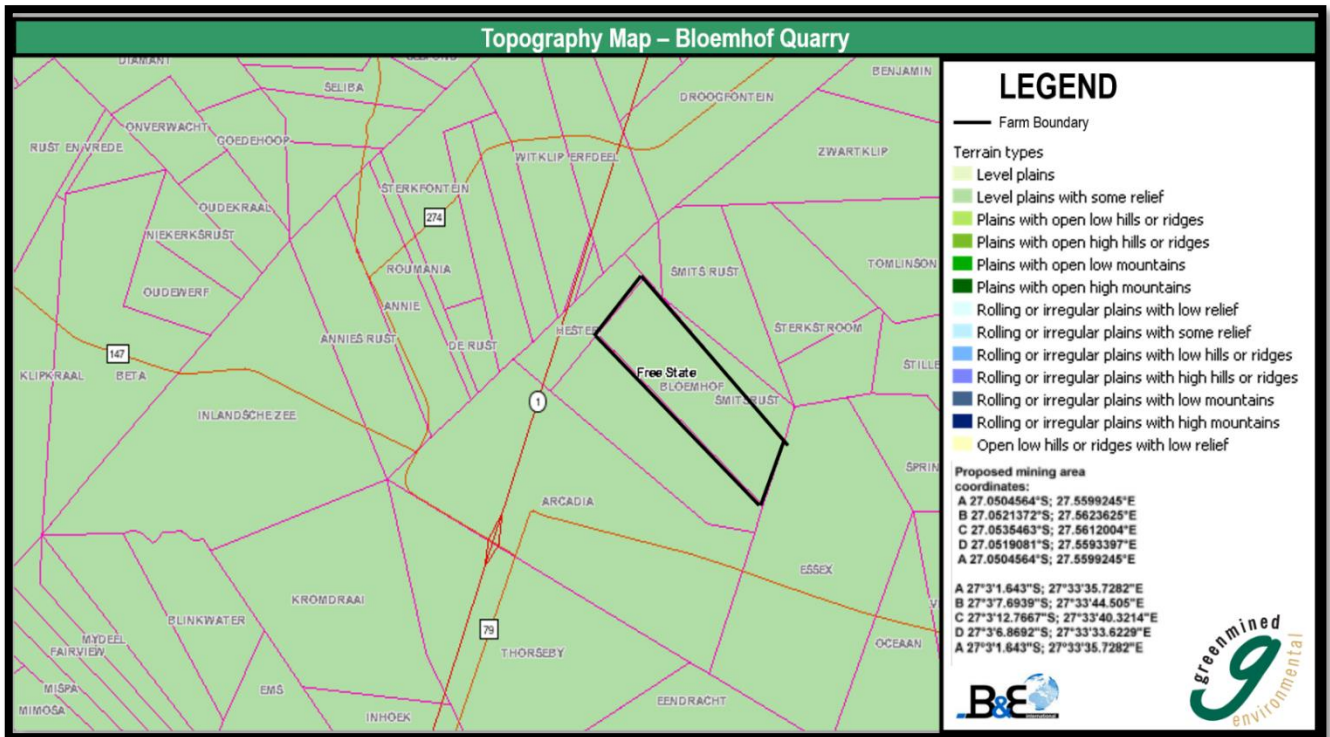 Topography Map – Bloemhof Quarry
DIAMANT
BENJAMIN
SELIBA
DROOGFONTEIN
ONVERWACHT
GOEDEHOOP
RUST EN VREDE
WITKLIP
ERFDEEL
ZWARTKLIP
STERKFONTEIN
OUDEKRAAL
274
NIEKERKSRUST
ROUMANIA
SMITS RUST
TOMLINSON
OUDEWERF
ANNIE
HESTER
STERKSTROOM
ANNIES RUST
DE RUST
147
KLIPKRAAL
BETA
STILLE
Free State
BLOEMHOF
SMITSRUST
1
INLANDSCHE ZEE
SPRIN
ARCADIA
ESSEX
KROMDRAAI
BLINKWATER
79
MYDEEL
FAIRVIEW
THORSEBY
OCEAAN
MISPA
EMS
EENDRACHT
MIMOSA
INHOEK
LEGEND
Farm Boundary
Terrain types
Level plains
Level plains with some relief
Plains with open low hills or ridges
Plains with open high hills or ridges
Plains with open low mountains
Plains with open high mountains
Rolling or irregular plains with low relief
Rolling or irregular plains with some relief
Rolling or irregular plains with low hills or ridges
Rolling or irregular plains with high hills or ridges
Rolling or irregular plains with low mountains
Rolling or irregular plains with high mountains
Open low hills or ridges with low relief
Proposed mining area
coordinates:
A 27.0504564°S; 27.5599245°E
B 27.0521372°S; 27.5623625°E
C 27.0535463°S; 27.5612004°E
D 27.0519081°S; 27.5593397°E
A 27.0504564°S; 27.5599245°E
A 27°3'1.643"S; 27°33'35.7282"E
B 27°3'7.6939"S; 27°33'44.505"E
C 27°3'12.7667"S; 27°33'40.3214"E
D 27°3'6.8692"S; 27°33'33.6229"E
A 27°3'1.643"S; 27°33'35.7282"E
B&E
International
greenmined
g
environmental